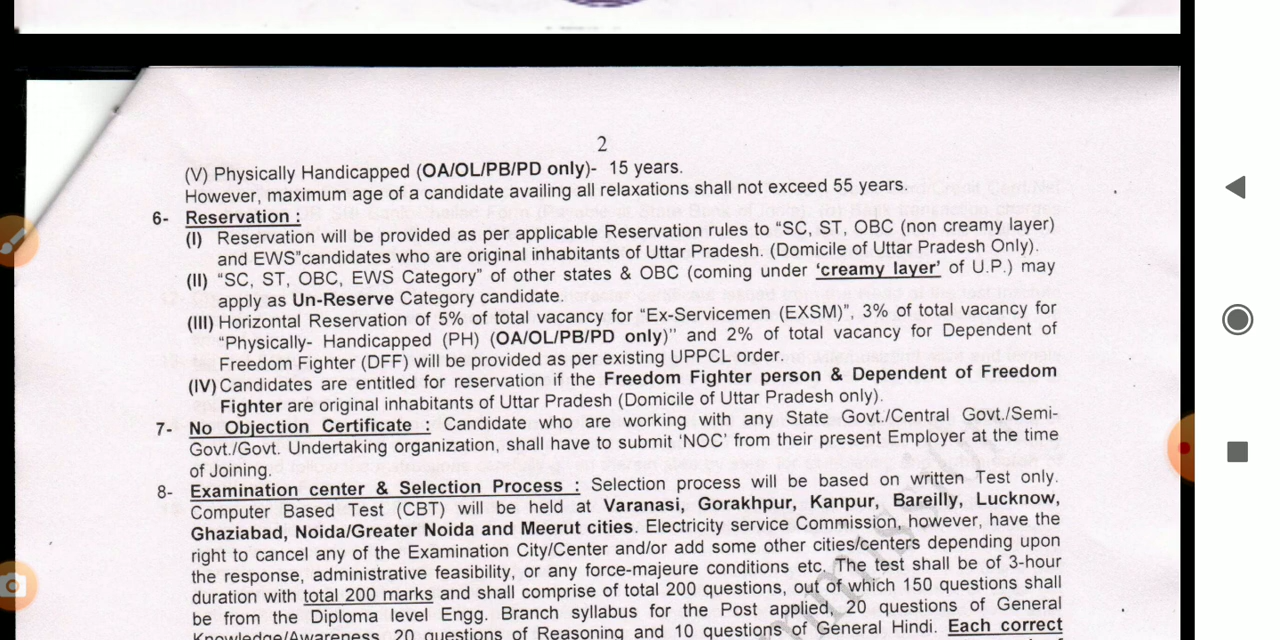 2
(V) Physically Handicapped (OA/OL/PB/PD only)- 15 years.
However, maximum age of a candidate availing all relaxations shall not exceed 55 years.
6- Reservation :
(I) Reservation will be provided as per applicable Reservation rules to “SC, ST, OBC (non creamy layer)
and EWS”candidates who are original inhabitants of Uttar Pradesh. (Domicile of Uttar Pradesh Only).
(II) “SC, ST, OBC, EWS Category” of other states & OBC (coming under ‘creamy layer’ of U.P.) may
apply as Un-Reserve Category candidate.
(III) Horizontal Reservation of 5% of total vacancy for “Ex-Servicemen (EXSM)”, 3% of total vacancy for
“Physically- Handicapped (PH) (OA/OL/PB/PD only)” and 2% of total vacancy for Dependent of
Freedom Fighter (DFF) will be provided as per existing UPPCL order.
(IV) Candidates are entitled for reservation if the Freedom Fighter person & Dependent of Freedom
Fighter are original inhabitants of Uttar Pradesh (Domicile of Uttar Pradesh only).
7- No Objection Certificate : Candidate who are working with any State Govt./Central Govt./Semi-
Govt./Govt. Undertaking organization, shall have to submit ‘NOC’ from their present Employer at the time
of Joining.
8- Examination center & Selection Process : Selection process will be based on written Test only.
Computer Based Test (CBT) will be held at Varanasi, Gorakhpur, Kanpur, Bareilly, Lucknow,
Ghaziabad, Noida/Greater Noida and Meerut cities. Electricity service Commission, however, have the
right to cancel any of the Examination City/Center and/or add some other cities/centers depending upon
the response, administrative feasibility, or any force-majeure conditions etc. The test shall be of 3-hour
duration with total 200 marks and shall comprise of total 200 questions, out of which 150 questions shall
be from the Diploma level Engg. Branch syllabus for the Post applied, 20 questions of General
Knowledge/Awareness, 20 questions of Reasoning and 10 questions of General Hindi. Each correct